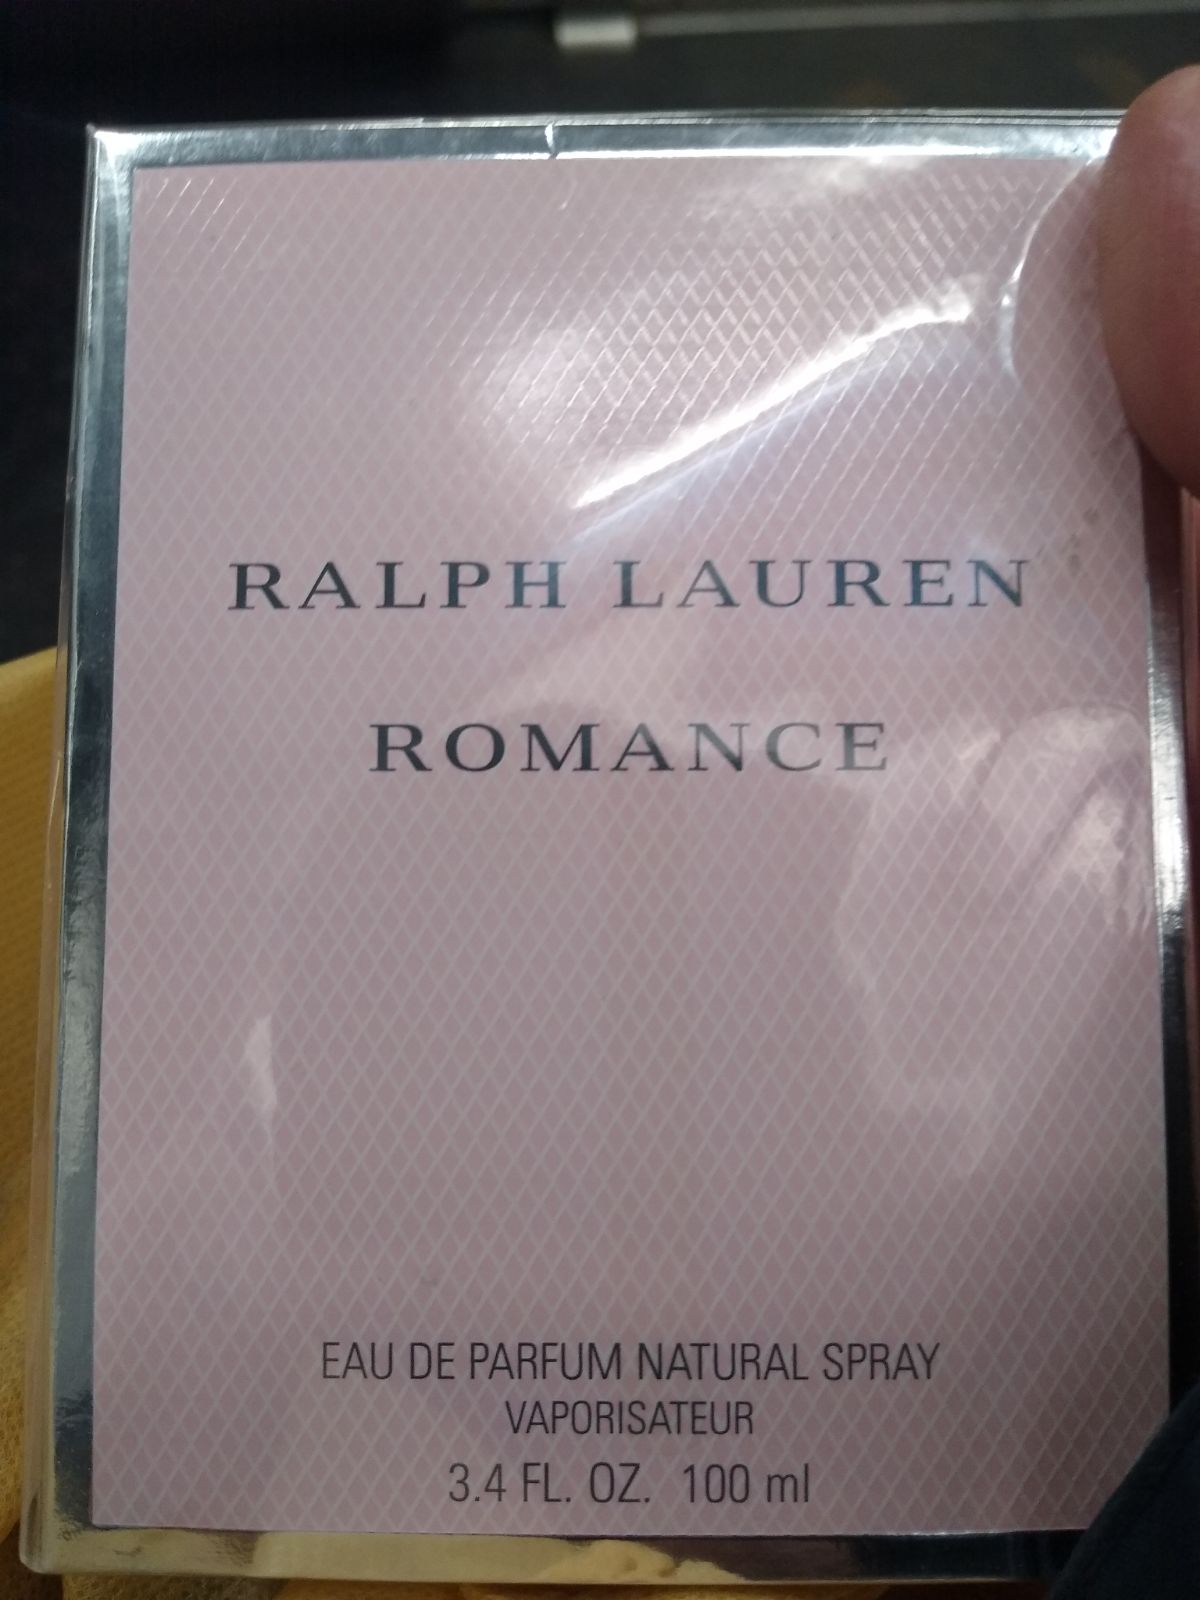 RALPH LAUREN
ROMANCE
EAU DE PARFUM NATURAL SPRAY
VAPORISATEUR
3.4 FL. OZ. 100 ml